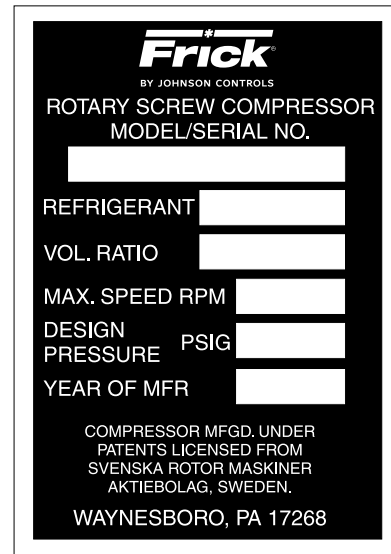 Frick
BY JOHNSON CONTROLS
ROTARY SCREW COMPRESSOR
MODEL/SERIAL NO.
REFRIGERANT
VOL. RATIO
MAX. SPEED RPM
DESIGN
PRESSURE PSIG
YEAR OF MFR
COMPRESSOR MFGD. UNDER
PATENTS LICENSED FROM
SVENSKA ROTOR MASKINER
AKTIEBOLAG, SWEDEN.
WAYNESBORO, PA 17268